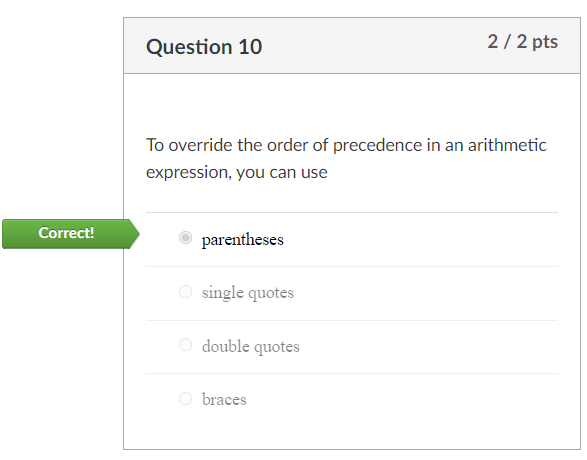 Question 10
2 / 2 pts
To override the order of precedence in an arithmetic
expression, you can use
Correct!
parentheses
single quotes
double quotes
braces